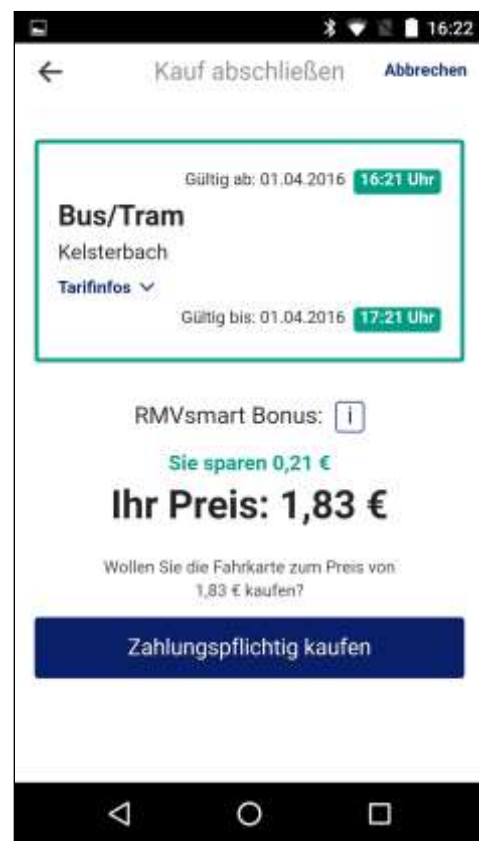 16:22
Kauf abschließen Abbrechen
Gültig ab: 01.04.2016 16:21 Uhr
Bus/Tram
Kelsterbach
Tarifinfos
Gültig bis: 01.04.2016 17:21 Uhr
RMVsmart Bonus: i
Sie sparen 0,21 €
Ihr Preis: 1,83 €
Wollen Sie die Fahrkarte zum Preis von
1,83 € kaufen?
Zahlungspflichtig kaufen